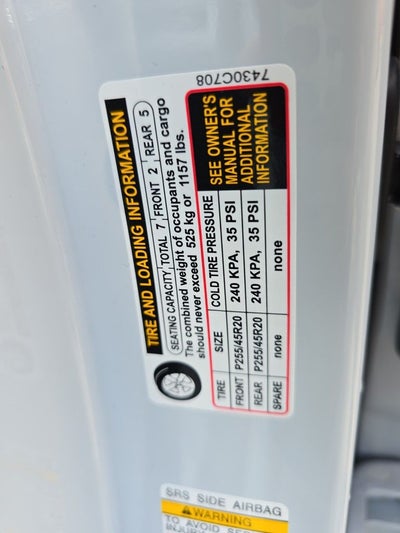 TIRE AND LOADING INFORMATION
SEATING CAPACITY TOTAL 7 FRONT 2 REAR 5
The combined weight of occupants and cargo
should never exceed 525 kg or 1157 lbs.
TIRE SIZE COLD TIRE PRESSURE
FRONT P255/45R20 240 KPA, 35 PSI
REAR P255/45R20 240 KPA, 35 PSI
SPARE none none
SEE OWNER'S
MANUAL FOR
ADDITIONAL
INFORMATION
7430C708
SRS SIDE AIRBAG
WARNING
TO AVOID